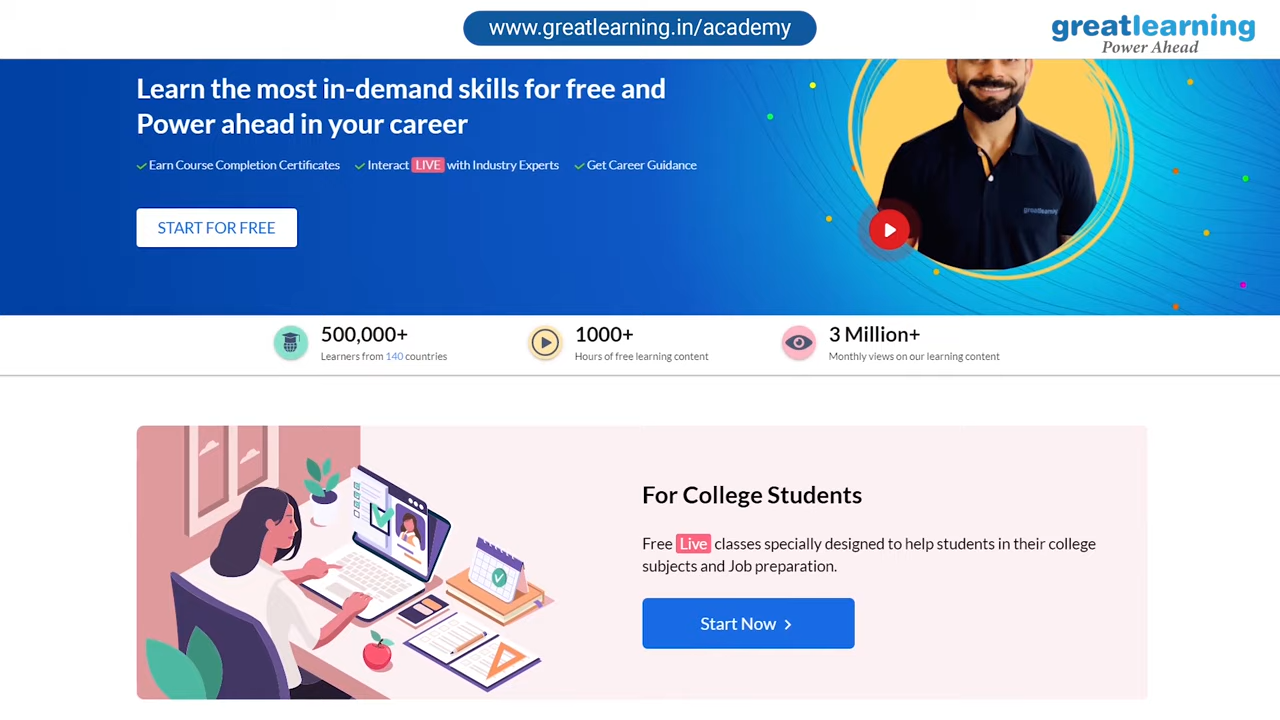 www.greatlearning.in/academy
greatlearning
Power Ahead
Learn the most in-demand skills for free and
Power ahead in your career
Earn Course Completion Certificates Interact LIVE with Industry Experts Get Career Guidance
START FOR FREE
greatlearning
500,000+
Learners from 140 countries
1000+
Hours of free learning content
3 Million+
Monthly views on our learning content
For College Students
Free Live classes specially designed to help students in their college
subjects and Job preparation.
Start Now